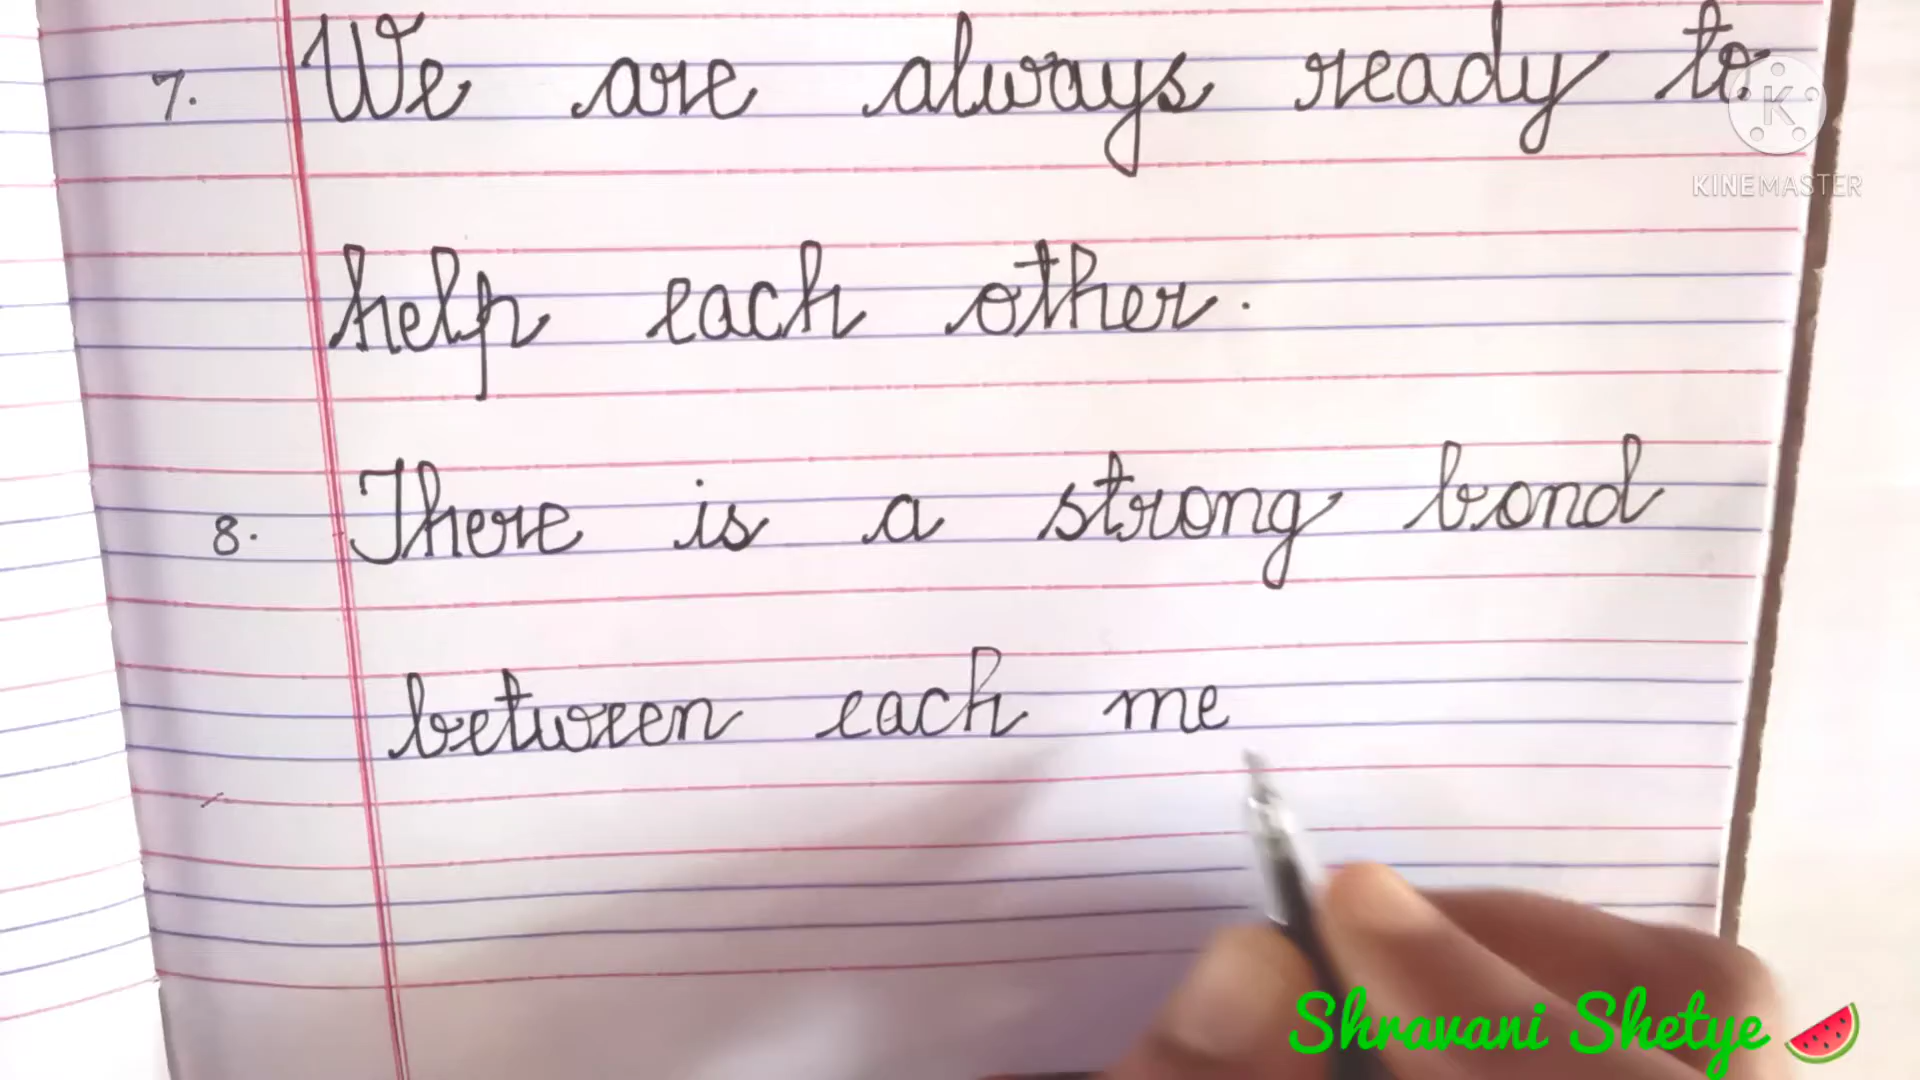 7. We are always ready to
KINEMASTER
help each other.
8. There is a strong bond
between each me
Shravani Shetye